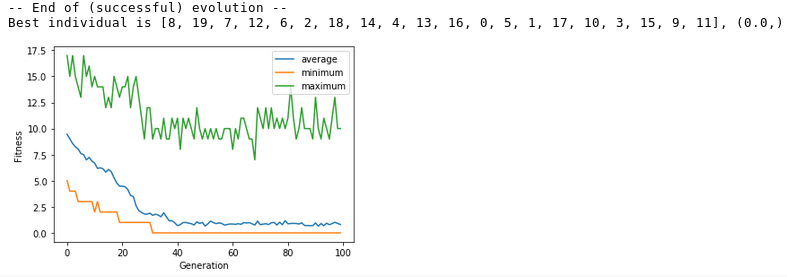 -- End of (successful) evolution --
Best individual is [8, 19, 7, 12, 6, 2, 18, 14, 4, 13, 16, 0, 5, 1, 17, 10, 3, 15, 9, 11], (0.0,)
17.5
15.0
12.5
10.0
7.5
5.0
2.5
0.0
Fitness
average
minimum
maximum
0 20 40 60 80 100
Generation